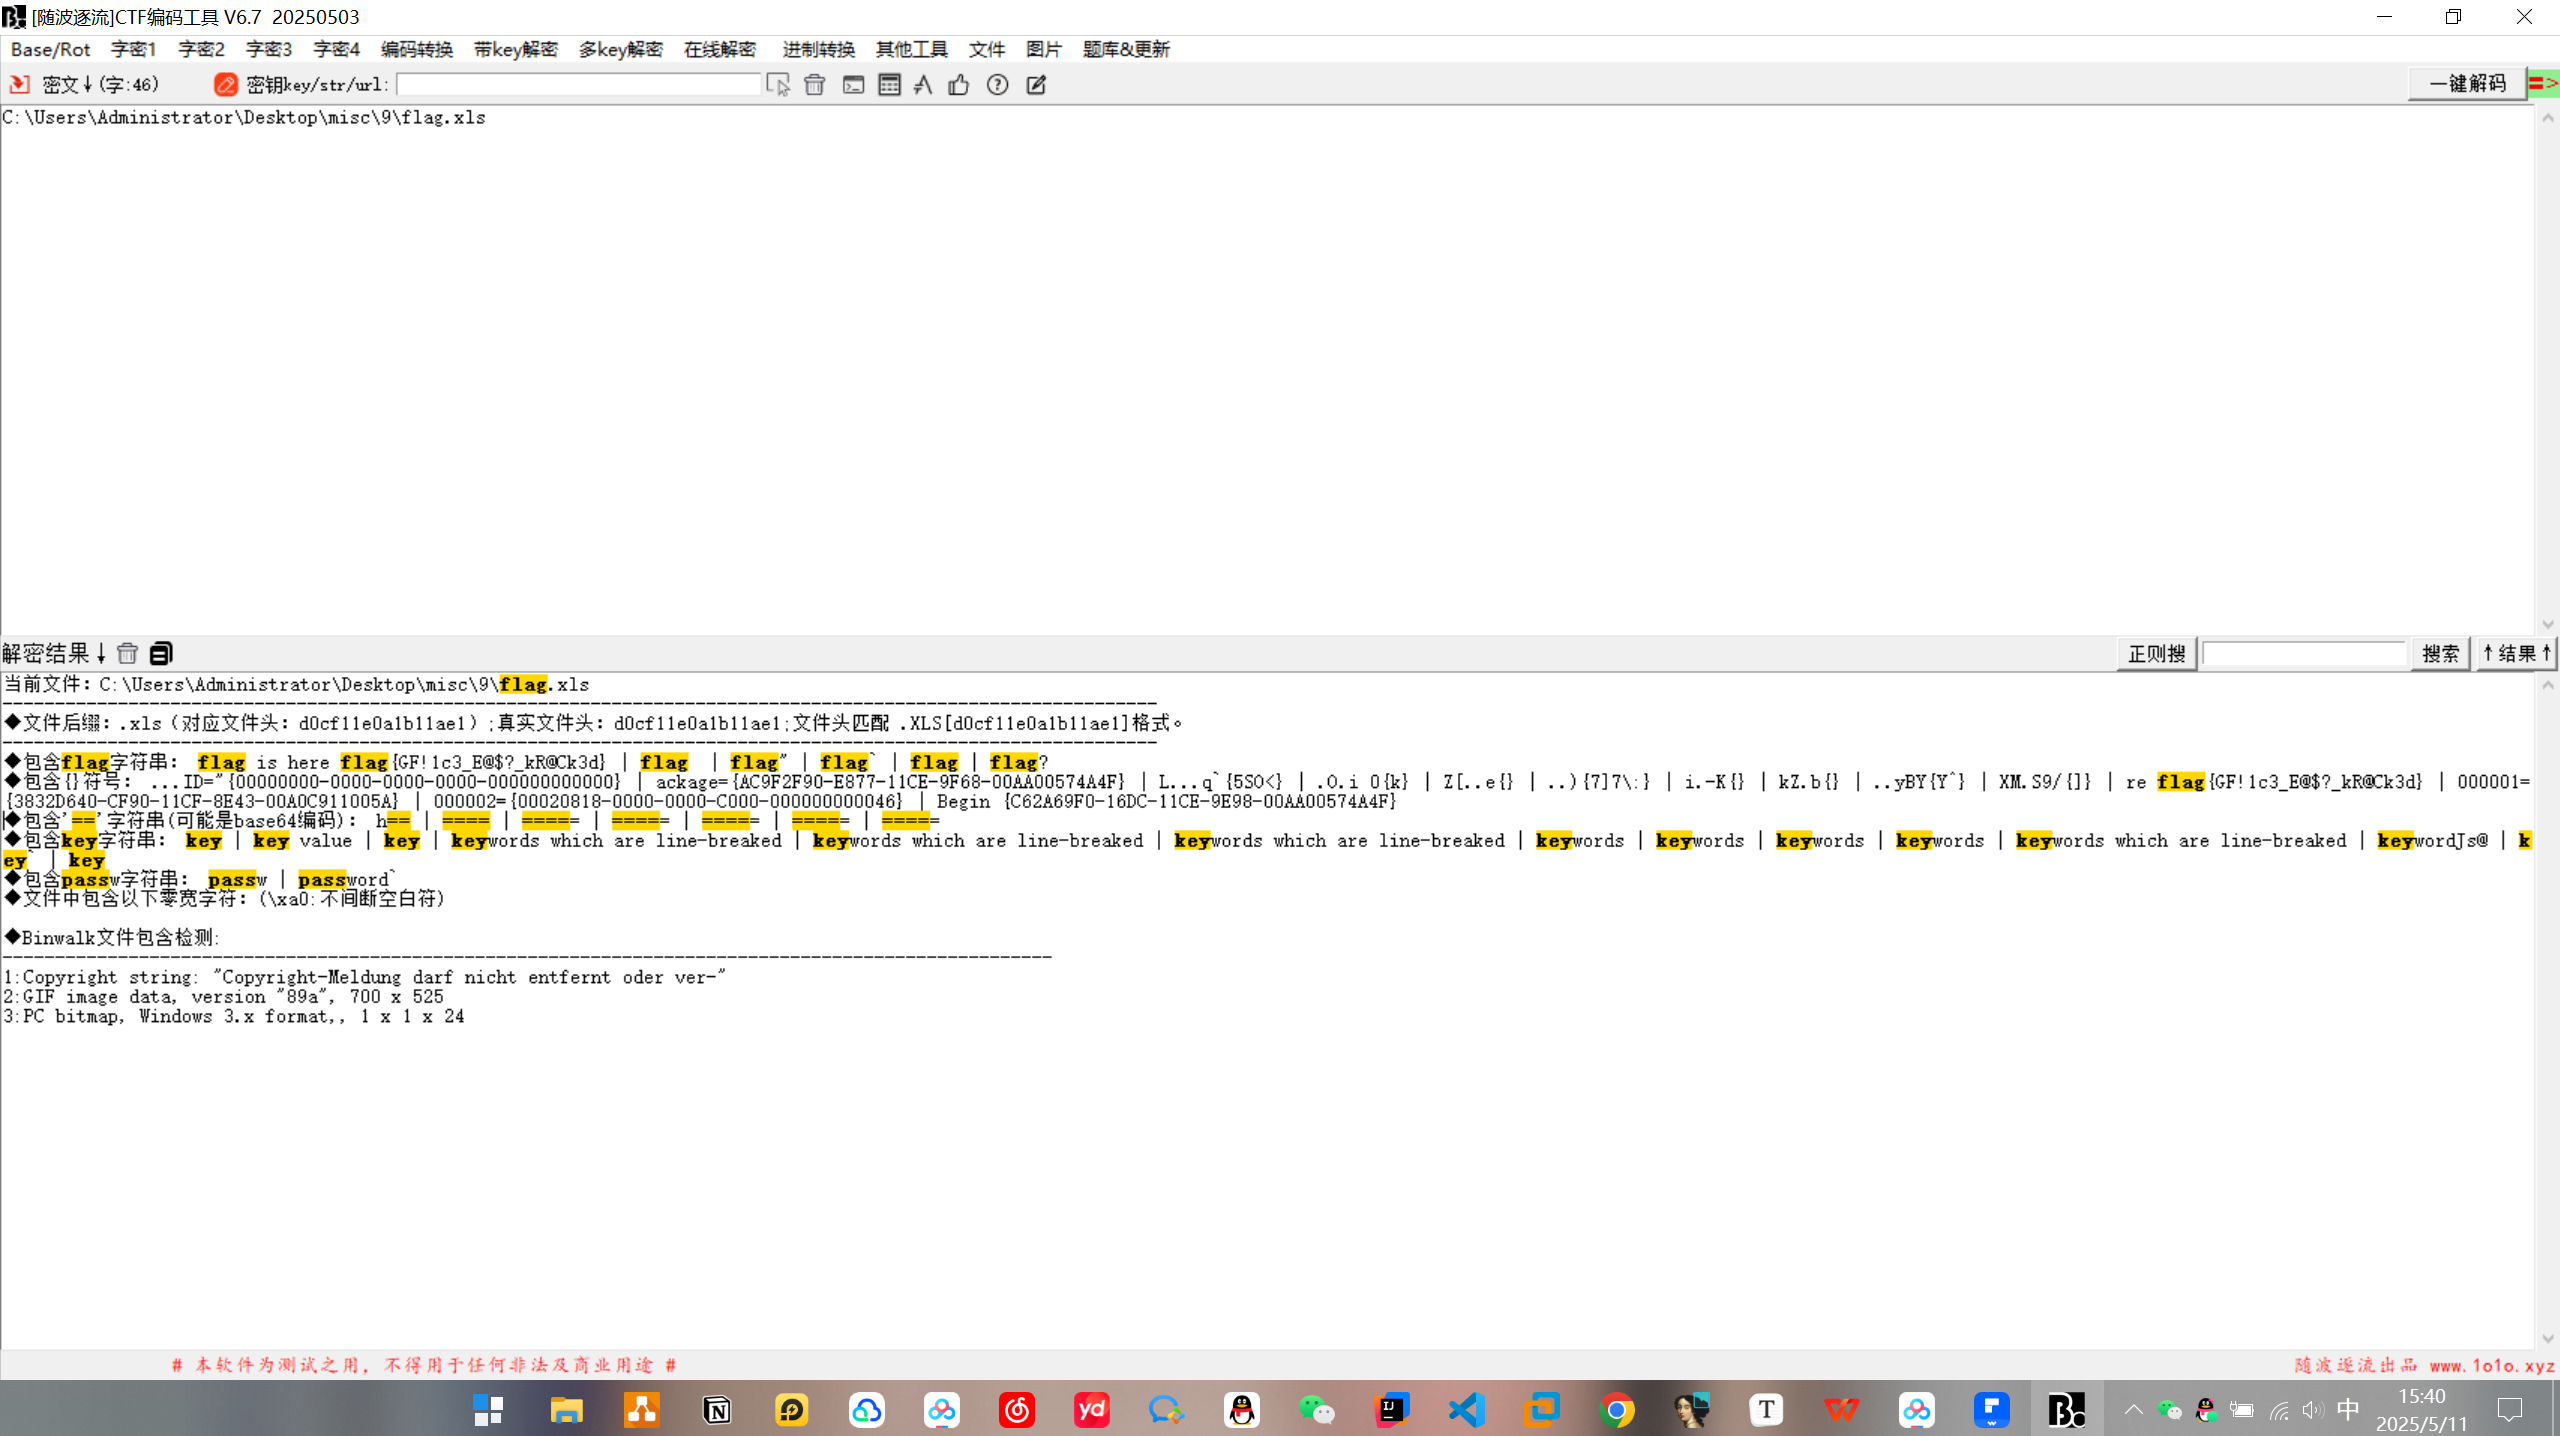 [随波逐流]CTF编码工具 V6.7  20250503
Base/Rot 字密1 字密2 字密3 字密4 编码转换 带key解密 多key解密 在线解密 进制转换 其他工具 文件 图片 题库&更新
密文↓(字:46) 密钥key/str/url: 一键解码 =>
C:\Users\Administrator\Desktop\misc\9\flag.xls
解密结果↓ 正则搜 搜索 ↑结果↑
当前文件: C:\Users\Administrator\Desktop\misc\9\flag.xls
◆文件后缀: .xls（对应文件头: d0cf11e0a1b11ae1）;真实文件头: d0cf11e0a1b11ae1;文件头匹配 .XLS[d0cf11e0a1b11ae1]格式。
◆包含flag字符串: flag is here flag{GF!1c3_E@$?_kR@Ck3d} | flag  | flag" | flag` | flag | flag?
◆包含{}符号: ...ID="{00000000-0000-0000-0000-000000000000} | ackage={AC9F2F90-E877-11CE-9F68-00AA00574A4F} | L...q`{5SO<} | .O.i 0{k} | Z[..e{} | ..){7]7\:} | i.-K{} | kZ.b{} | ..yBY{Y^} | XM.S9/{]} | re flag{GF!1c3_E@$?_kR@Ck3d} | 000001=
{3832D640-CF90-11CF-8E43-00A0C911005A} | 000002={00020818-0000-0000-C000-000000000046} | Begin {C62A69F0-16DC-11CE-9E98-00AA00574A4F}
◆包含'=='字符串(可能是base64编码): h== | ==== | ===== | ===== | ===== | ===== | =====
◆包含key字符串: key | key value | key | keywords which are line-breaked | keywords which are line-breaked | keywords which are line-breaked | keywords | keywords | keywords | keywords | keywords which are line-breaked | keywordJs@ | k
ey` | key
◆包含passw字符串: passw | password`
◆文件中包含以下零宽字符: (\xa0:不间断空白符)
◆Binwalk文件包含检测:
1:Copyright string: "Copyright-Meldung darf nicht entfernt oder ver-"
2:GIF image data, version "89a", 700 x 525
3:PC bitmap, Windows 3.x format,, 1 x 1 x 24
# 本软件为测试之用, 不得用于任何非法及商业用途 # 随波逐流出品 www.1o1o.xyz
yd IJ T 中 15:40
2025/5/11